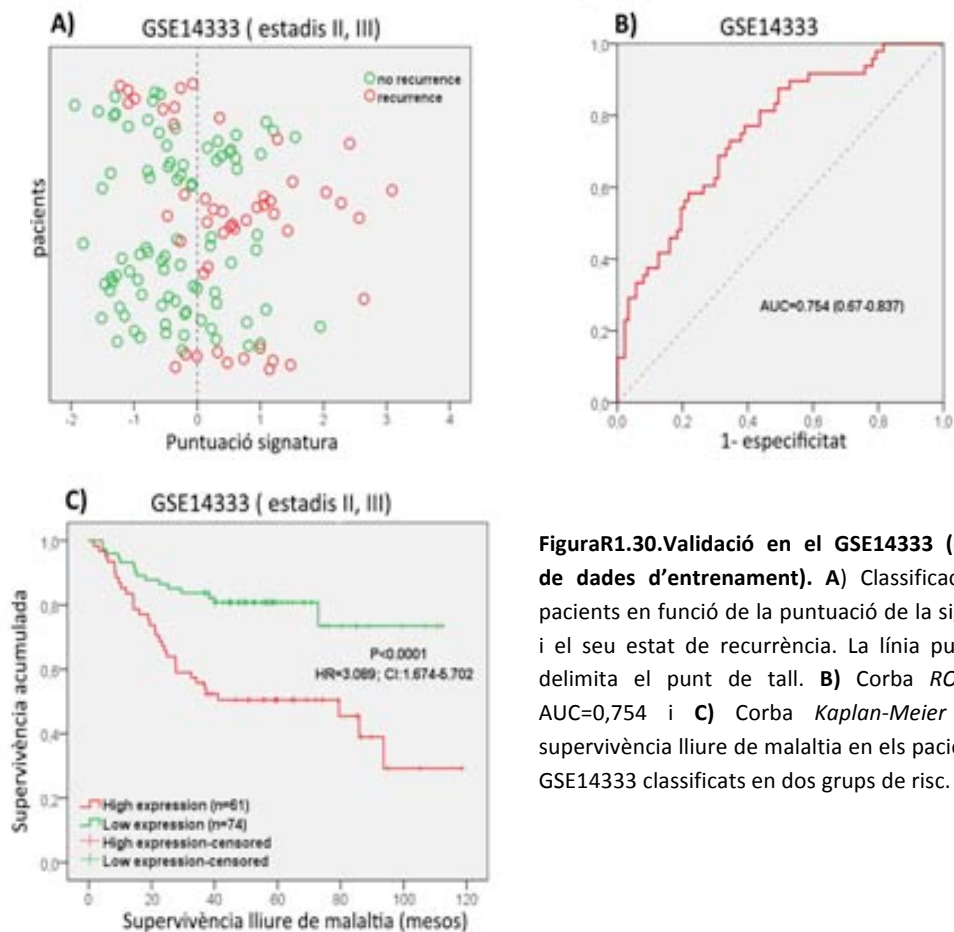 A)
GSE14333 ( estadis II, III)
no recurrence
recurrence
pacients
-2 -1 0 1 2 3 4
Puntuació signatura
B)
GSE14333
1,0
0,8
0,6
0,4
0,2
0,0
AUC=0.754 (0.67-0.837)
0,0 0,2 0,4 0,6 0,8 1,0
1- especificitat
C)
GSE14333 ( estadis II, III)
Supervivència acumulada
1,0
0,8
0,6
0,4
0,2
0,0
P<0.0001
HR=3.089; CI:1.674-5.702
High expression (n=61)
Low expression (n=74)
High expression-censored
Low expression-censored
0 20 40 60 80 100 120
Supervivència lliure de malaltia (mesos)
FiguraR1.30.Validació en el GSE14333 (
de dades d’entrenament). A) Classificac
pacients en funció de la puntuació de la si
i el seu estat de recurrència. La línia pu
delimita el punt de tall. B) Corba RO
AUC=0,754 i C) Corba Kaplan-Meier
supervivència lliure de malaltia en els pacie
GSE14333 classificats en dos grups de risc.